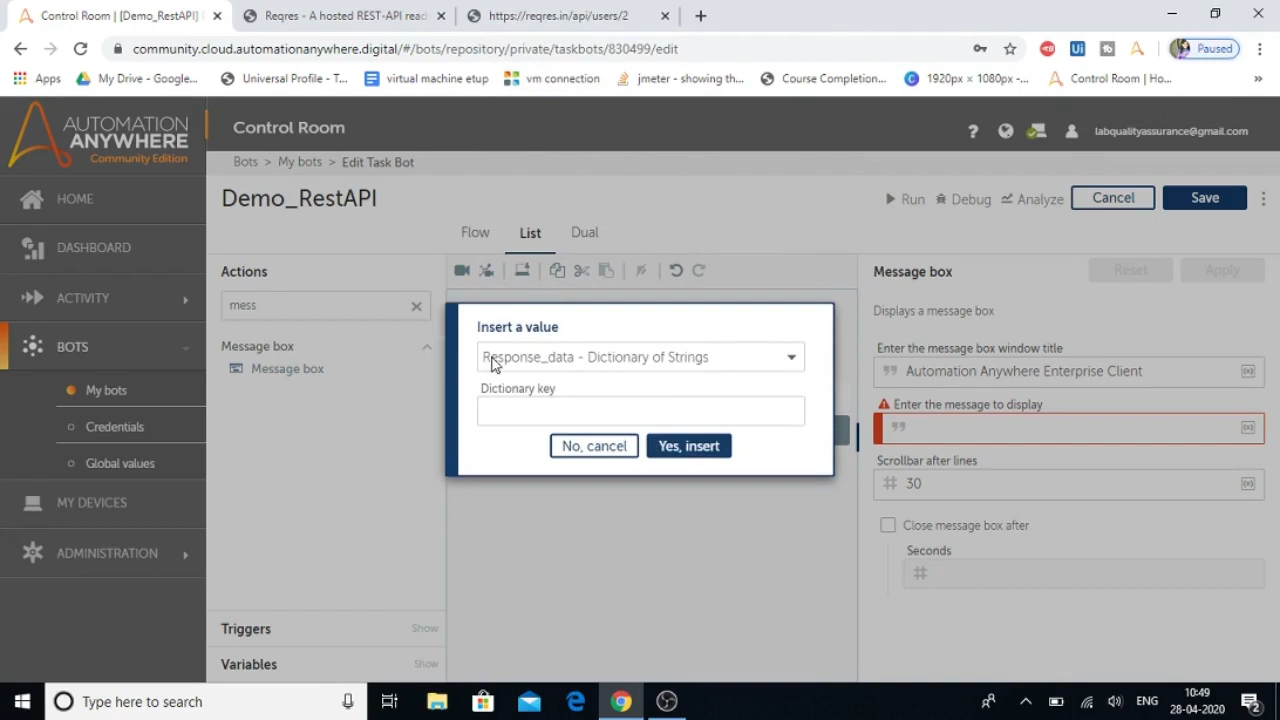 Control Room | [Demo_RestAPI] E
Reqres - A hosted REST-API read
https://reqres.in/api/users/2
community.cloud.automationanywhere.digital/#/bots/repository/private/taskbots/830499/edit
Paused
Apps
My Drive - Google...
Universal Profile - T...
virtual machine etup
vm connection
jmeter - showing th...
Course Completion...
1920px × 1080px -...
Control Room | Ho...
»
AUTOMATION
ANYWHERE
Community Edition
Control Room
labqualityassurance@gmail.com
Bots > My bots > Edit Task Bot
HOME
DASHBOARD
ACTIVITY
BOTS
My bots
Credentials
Global values
MY DEVICES
ADMINISTRATION
Demo_RestAPI
Run
Debug
Analyze
Cancel
Save
Flow
List
Dual
Actions
mess
Message box
Message box
Triggers
Show
Variables
Show
Insert a value
Response_data - Dictionary of Strings
Dictionary key
No, cancel
Yes, insert
Message box
Reset
Apply
Displays a message box
Enter the message box window title
Automation Anywhere Enterprise Client
Enter the message to display
Scrollbar after lines
# 30
Close message box after
Seconds
#
Type here to search
ENG
10:49
28-04-2020
2